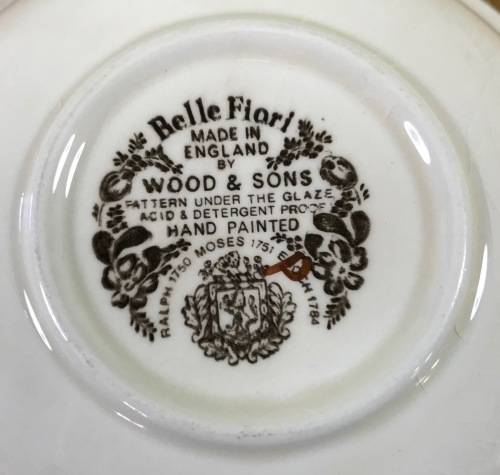 Belle Fiori
MADE IN
ENGLAND
BY
WOOD & SONS
PATTERN UNDER THE GLAZE
ACID & DETERGENT PROOF
HAND PAINTED
RALPH 1750 MOSES 1751 1784